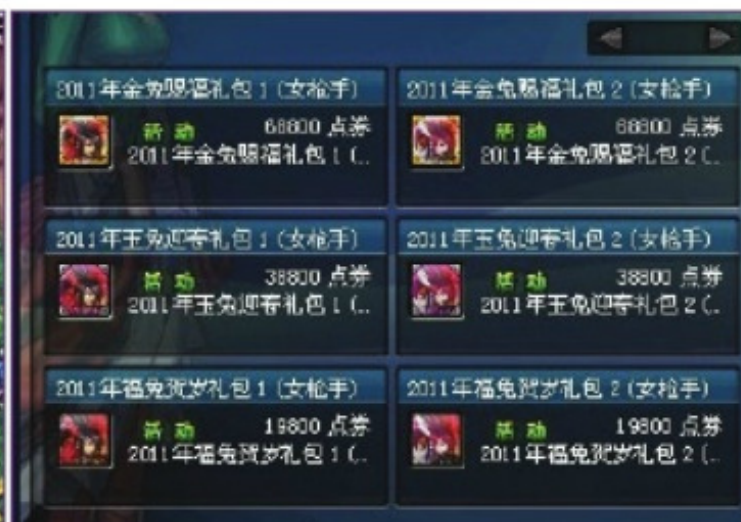 2011年金兔赐福礼包 1 (女枪手)
活动 68800 点券
2011年金兔赐福礼包 1 (..
2011年金兔赐福礼包 2 (女枪手)
活动 68800 点券
2011年金兔赐福礼包 2 (..
2011年玉兔迎春礼包 1 (女枪手)
活动 38800 点券
2011年玉兔迎春礼包 1 (..
2011年玉兔迎春礼包 2 (女枪手)
活动 38800 点券
2011年玉兔迎春礼包 2 (..
2011年福兔贺岁礼包 1 (女枪手)
活动 19800 点券
2011年福兔贺岁礼包 1 (..
2011年福兔贺岁礼包 2 (女枪手)
活动 19800 点券
2011年福兔贺岁礼包 2 (..